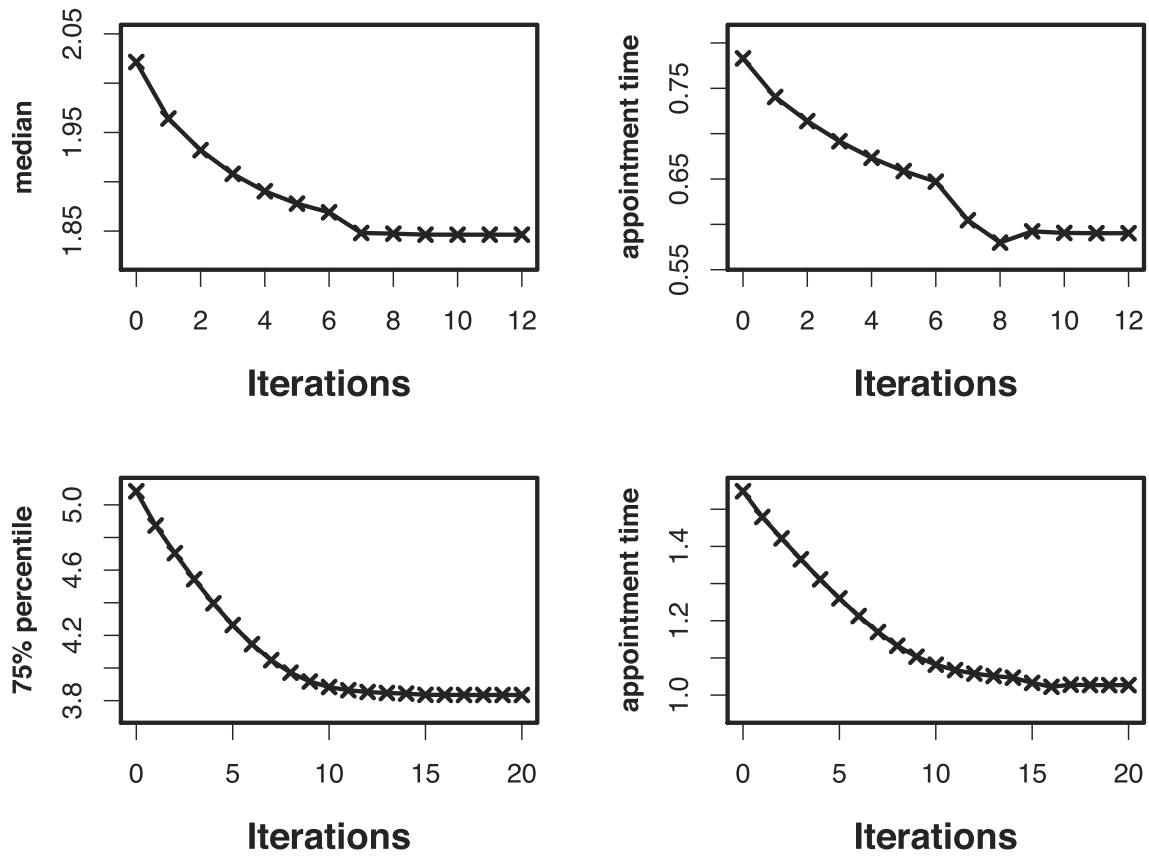 median
2.05
1.95
1.85
0 2 4 6 8 10 12
Iterations
appointment time
0.75
0.65
0.55
0 2 4 6 8 10 12
Iterations
75% percentile
5.0
4.6
4.2
3.8
0 5 10 15 20
Iterations
appointment time
1.4
1.2
1.0
0 5 10 15 20
Iterations